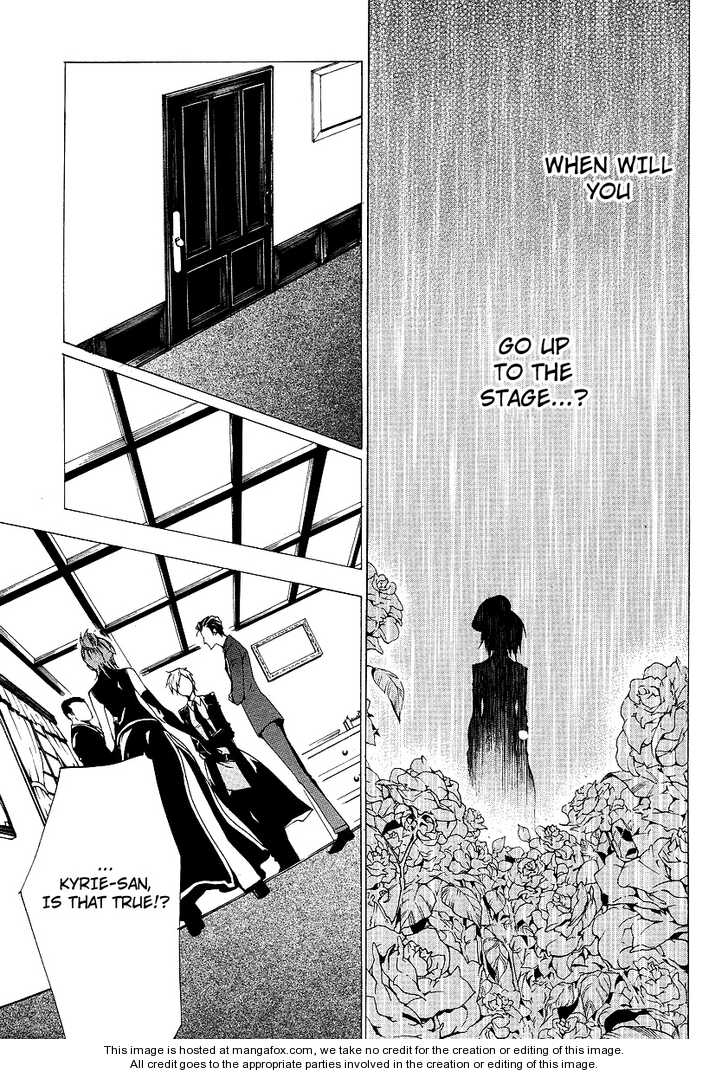 WHEN WILL
YOU
GO UP
TO THE
STAGE...?
...
KYRIE-SAN,
IS THAT TRUE!?
This image is hosted at mangafox.com, we take no credit for the creation or editing of this image.
All credit goes to the appropriate parties involved in the creation or editing of this image.